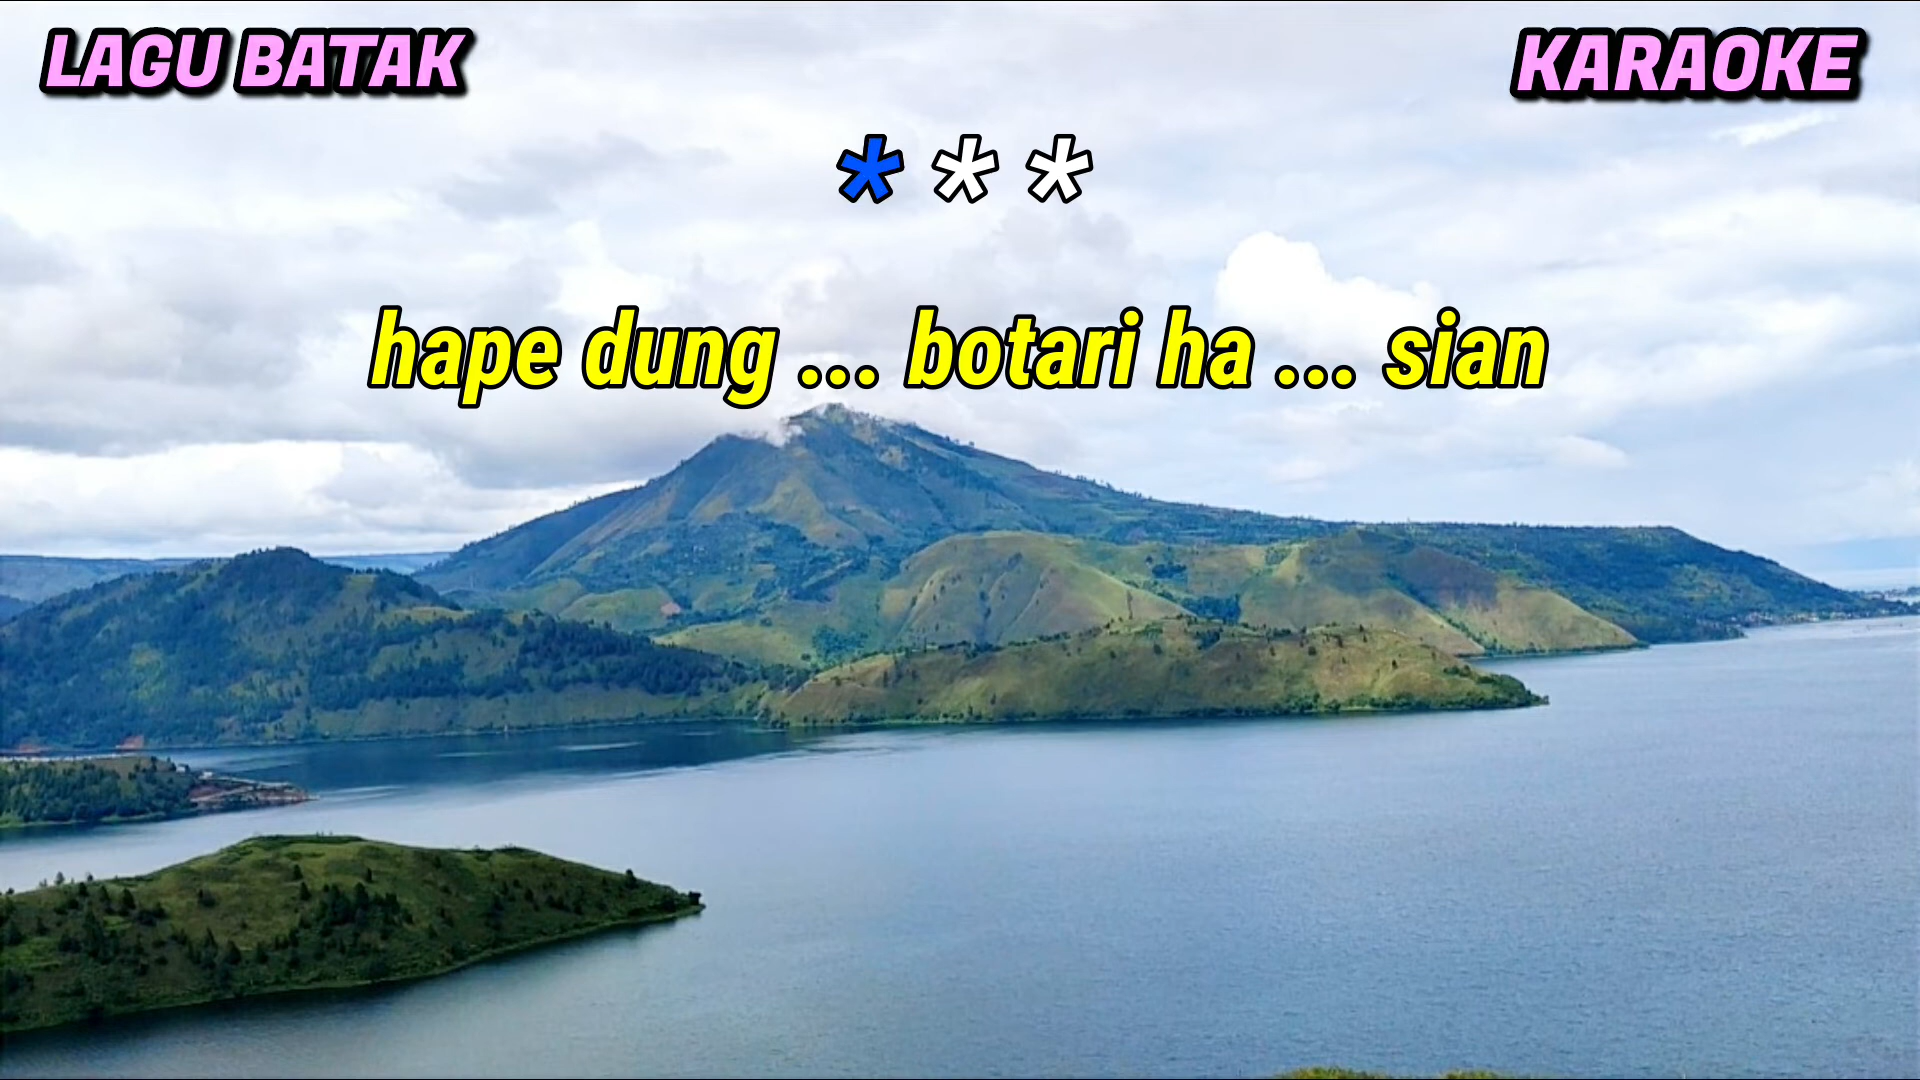 LAGU BATAK
KARAOKE
* * *
hape dung ... botari ha ... sian